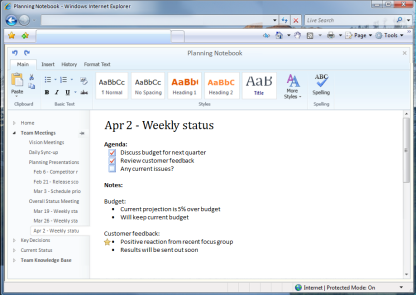 Planning Notebook - Windows Internet Explorer
Live Search
Page Tools
Planning Notebook
Main Insert History Format Text
Paste
B I U
AaBbCc AaBbCc AaBb AaBbCc AaB
¶ Normal No Spacing Heading 1 Heading 2 Title
More Styles
ABC
Spelling
Clipboard Basic Text Styles Spelling
Home
Team Meetings
Vision Meetings
Daily Sync-up
Planning Presentations
Feb 6 - Competitor r
Feb 21 - Release sco
Mar 3 - Schedule prio
Overall Status Meeting
Mar 19 - Weekly sta
Mar 26 - Weekly sta
Apr 2 - Weekly statu
Key Decisions
Current Status
Team Knowledge Base
Apr 2 - Weekly status
Agenda:
Discuss budget for next quarter
Review customer feedback
Any current issues?
Notes:
Budget:
• Current projection is 5% over budget
• Will keep current budget
Customer feedback:
• Positive reaction from recent focus group
• Results will be sent out soon
Internet | Protected Mode: On